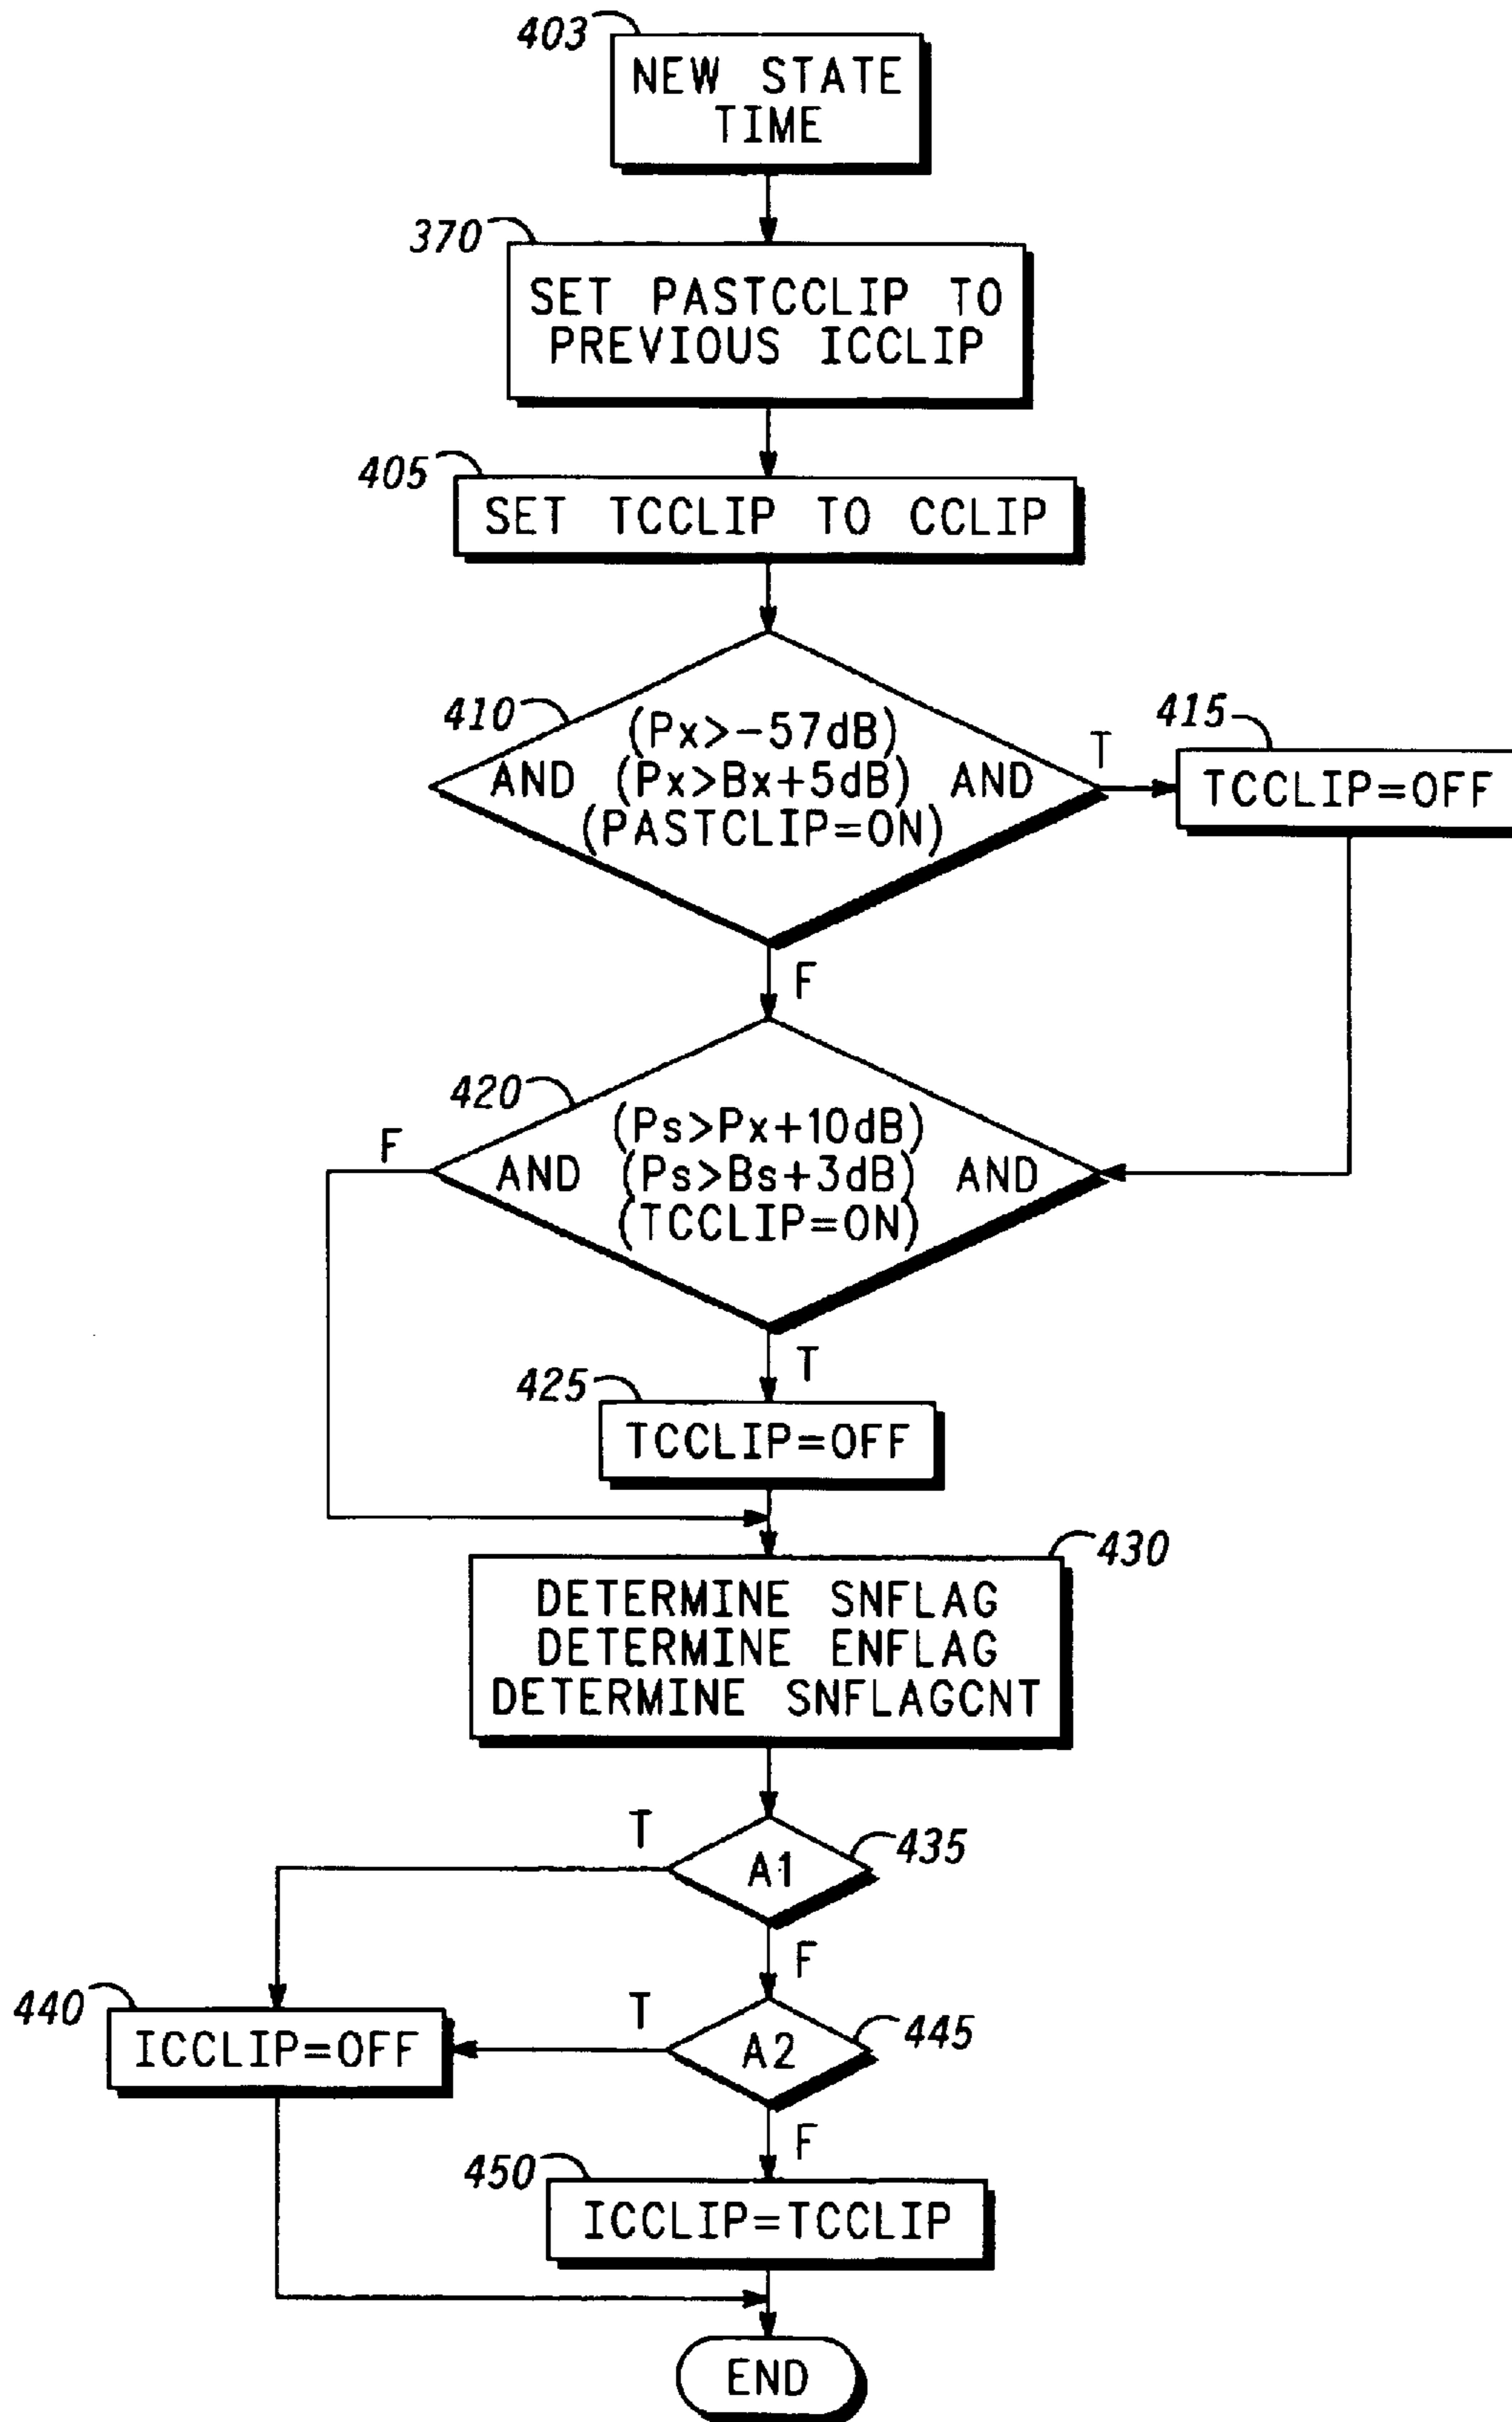 403
NEW STATE
TIME
370
SET PASTCCLIP TO
PREVIOUS ICCLIP
405
SET TCCLIP TO CCLIP
410
(Px>-57dB)
AND (Px>Bx+5dB) AND
(PASTCLIP=ON)
T
415
TCCLIP=OFF
F
420
(Ps>Px+10dB)
AND (Ps>Bs+3dB) AND
(TCCLIP=ON)
F
T
425
TCCLIP=OFF
430
DETERMINE SNFLAG
DETERMINE ENFLAG
DETERMINE SNFLAGCNT
T
A1
435
F
440
ICCLIP=OFF
T
A2
445
F
450
ICCLIP=TCCLIP
END